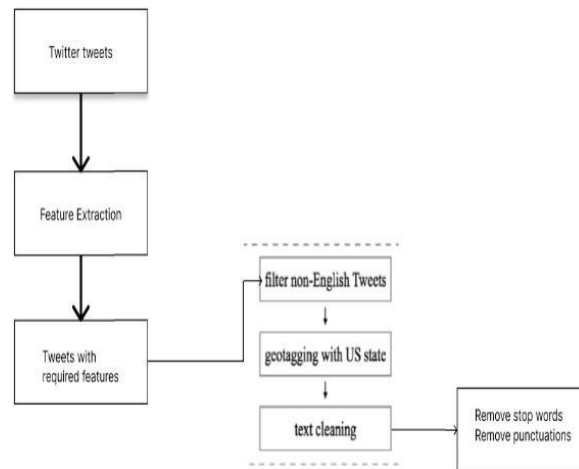 Twitter tweets
Feature Extraction
Tweets with
required features
filter non-English Tweets
geotagging with US state
text cleaning
Remove stop words
Remove punctuations